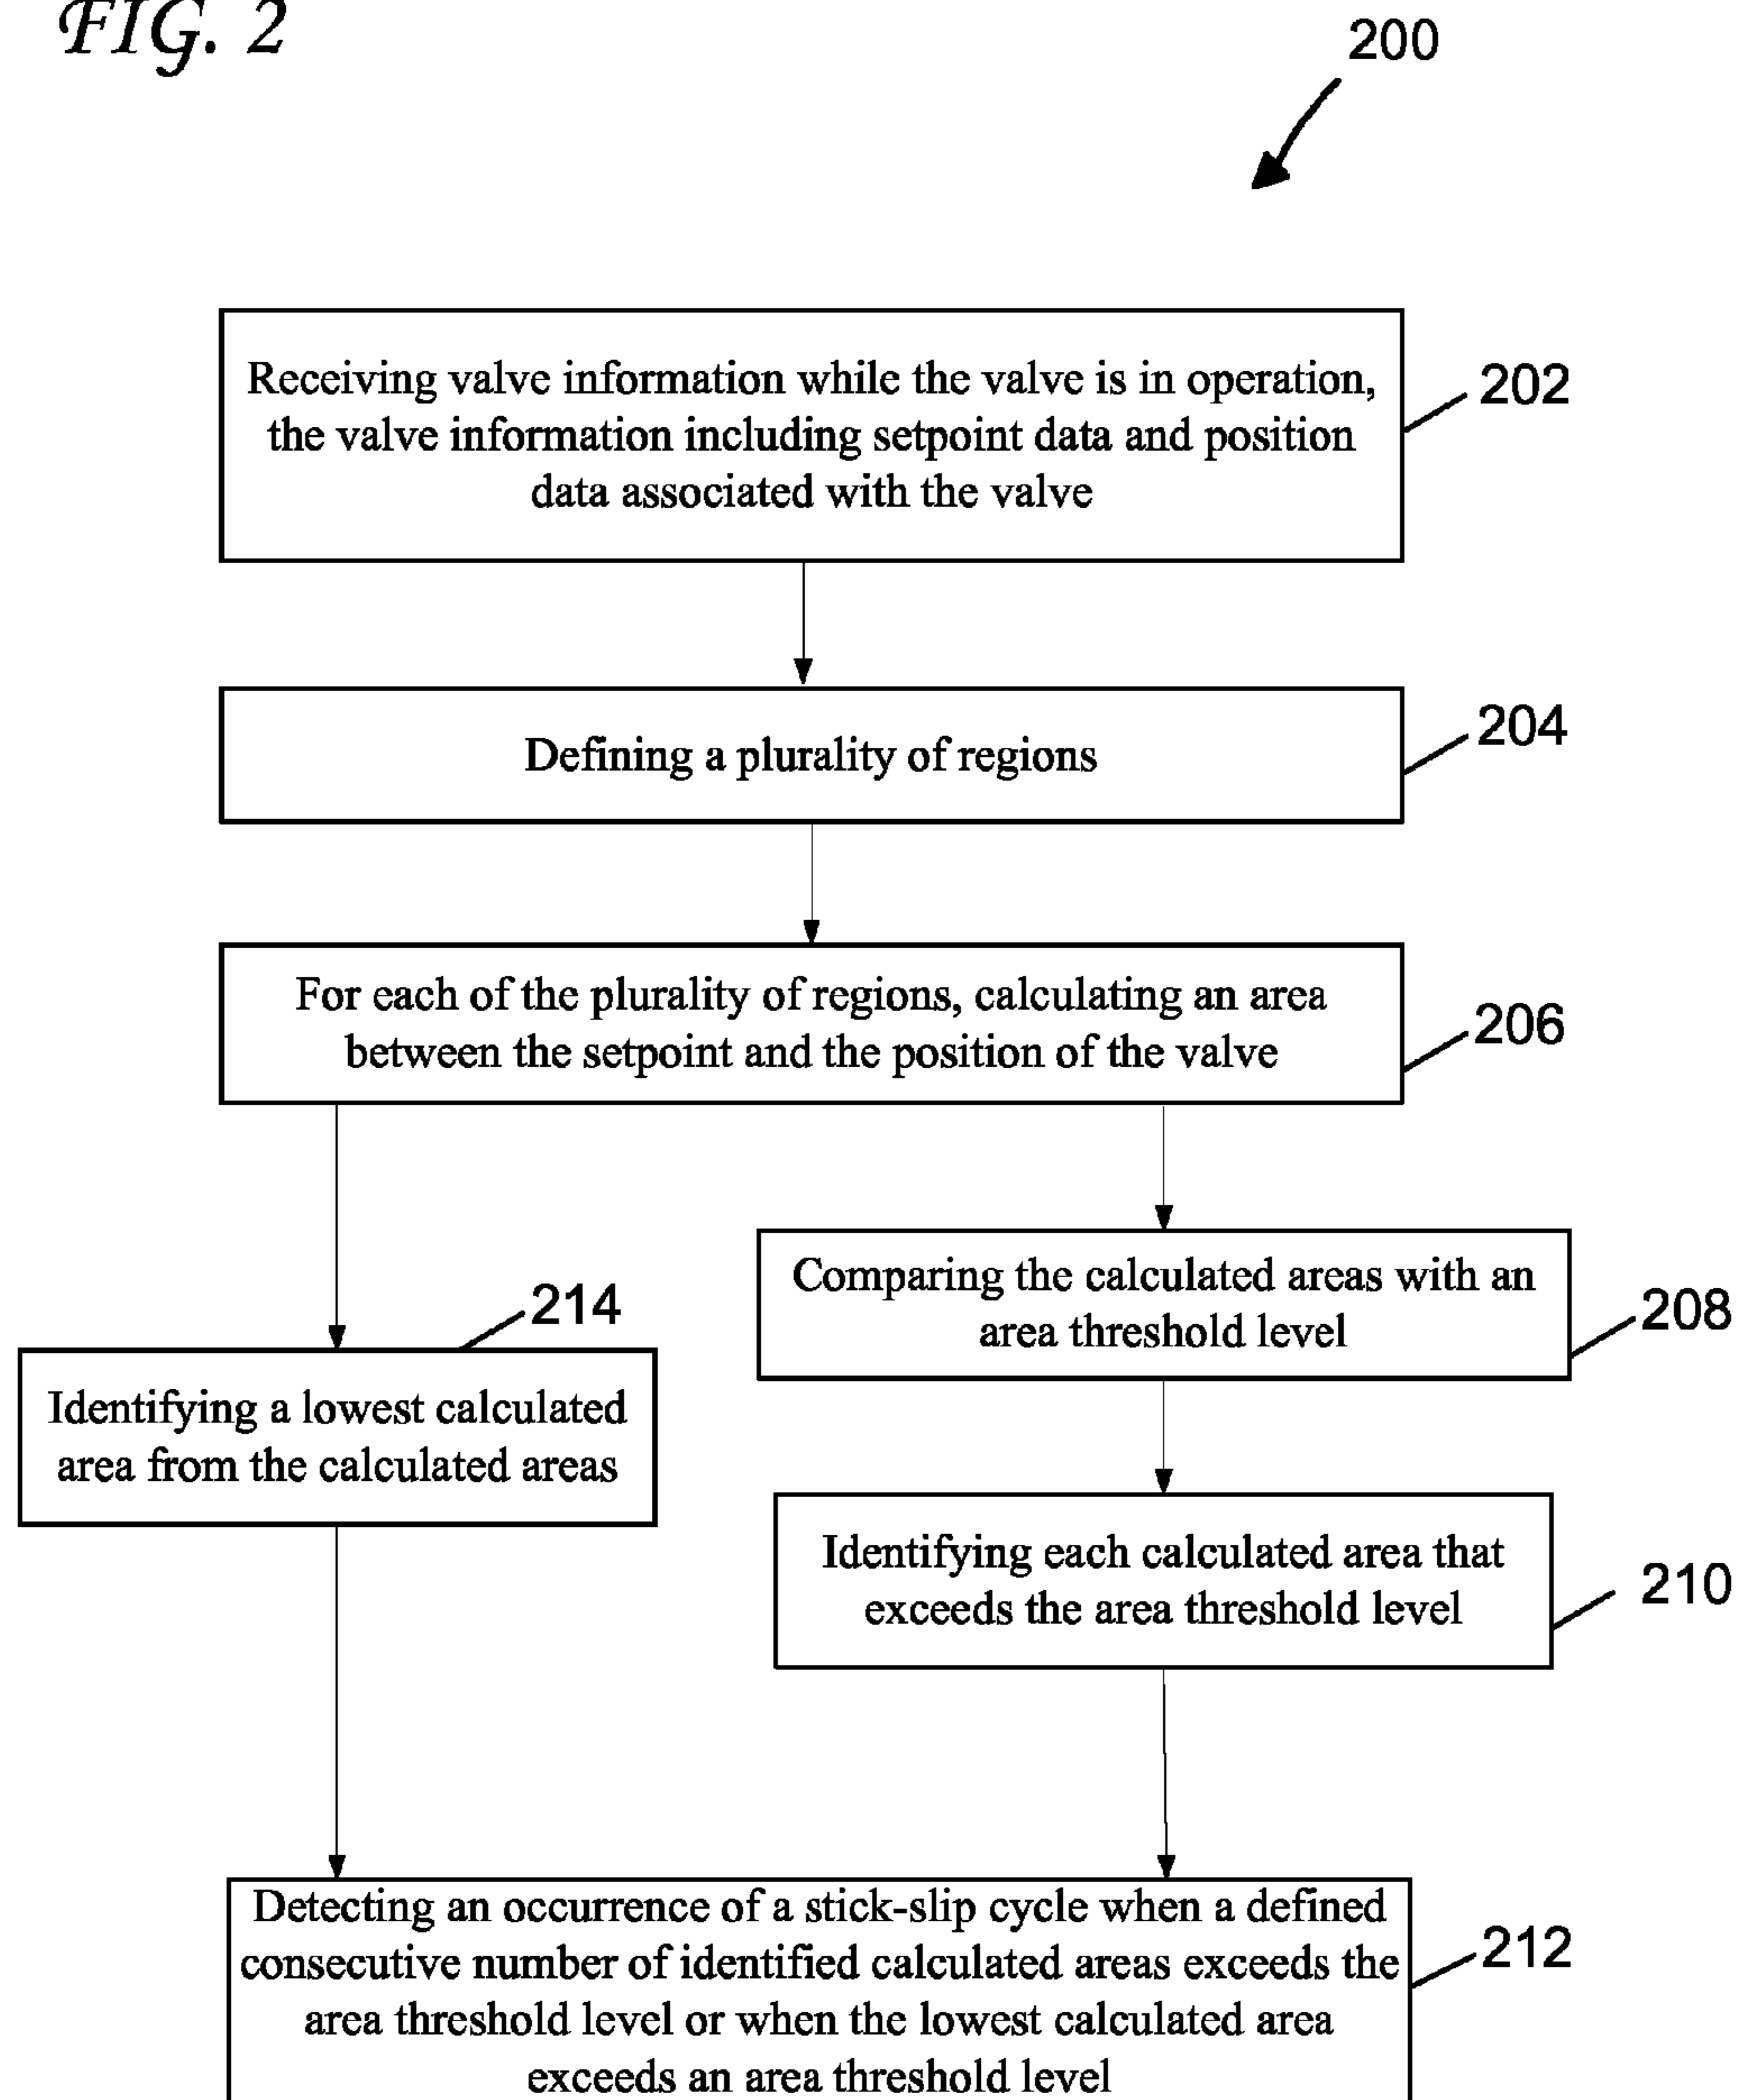 FIG. 2
200
Receiving valve information while the valve is in operation,
the valve information including setpoint data and position
data associated with the valve
202
Defining a plurality of regions
204
For each of the plurality of regions, calculating an area
between the setpoint and the position of the valve
206
Comparing the calculated areas with an
area threshold level
208
214
Identifying a lowest calculated
area from the calculated areas
Identifying each calculated area that
exceeds the area threshold level
210
Detecting an occurrence of a stick-slip cycle when a defined
consecutive number of identified calculated areas exceeds the
area threshold level or when the lowest calculated area
exceeds an area threshold level
212